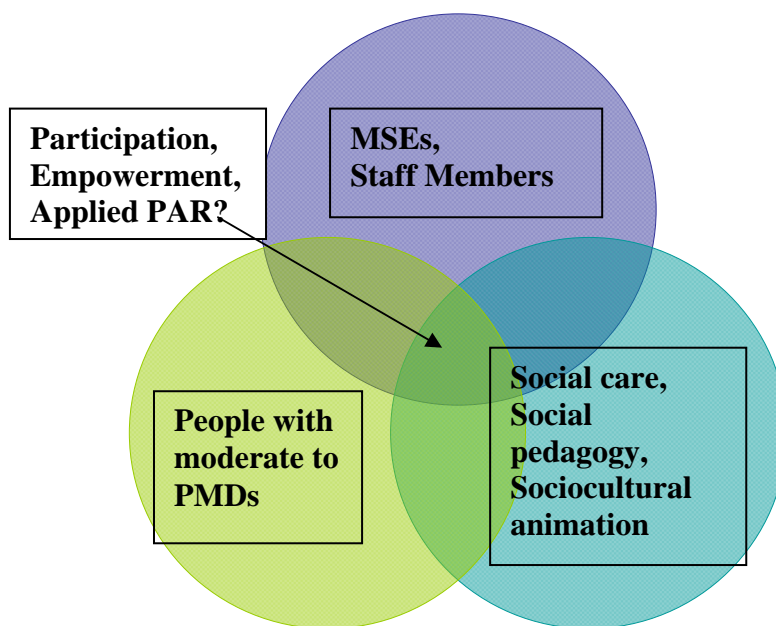 Participation,
Empowerment,
Applied PAR?
MSEs,
Staff Members
People with
moderate to
PMDs
Social care,
Social
pedagogy,
Sociocultural
animation